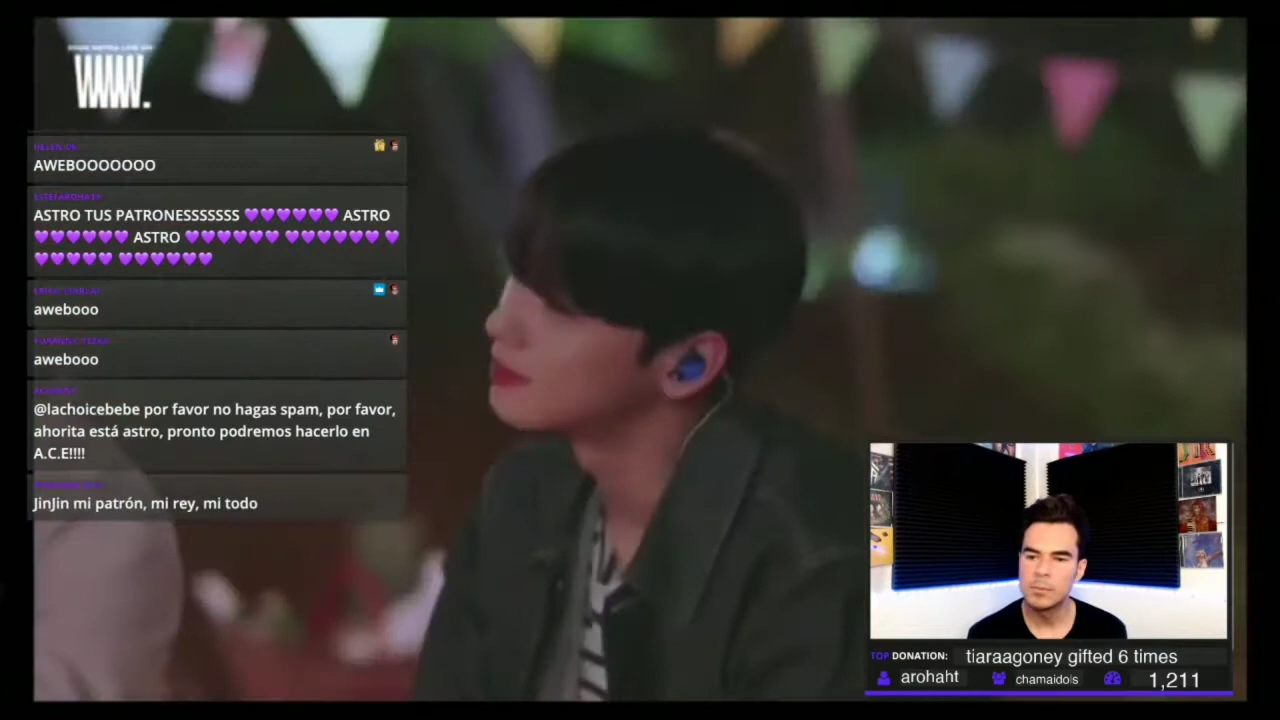 WWW.
AWEBOOOOOOO
ASTRO TUS PATRONESSSSSS 💜💜💜💜💜💜 ASTRO
💜💜💜💜💜💜 ASTRO 💜💜💜💜💜💜 💜💜💜💜💜💜 💜
💜💜💜💜💜 💜💜💜💜💜💜
awebooo
awebooo
@lachoicebebe por favor no hagas spam, por favor,
ahorita está astro, pronto podremos hacerlo en
A.C.E!!!!
JinJin mi patrón, mi rey, mi todo
TOP DONATION: tiaraagoney gifted 6 times
arohaht chamaidols 1,211